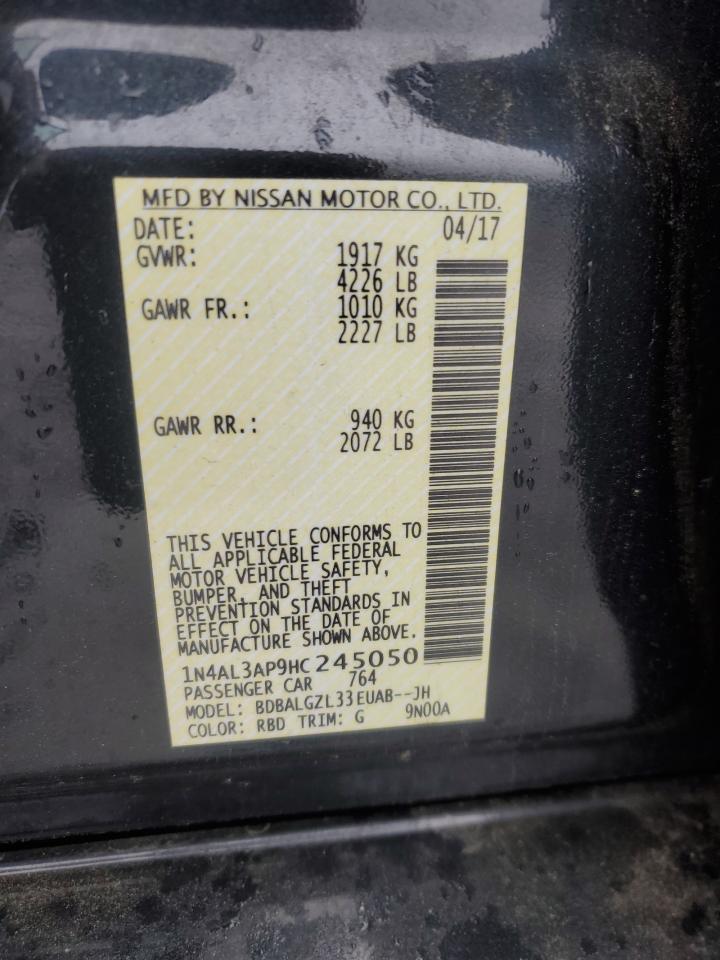 MFD BY NISSAN MOTOR CO., LTD.
DATE: 04/17
GVWR: 1917 KG
4226 LB
GAWR FR.: 1010 KG
2227 LB
GAWR RR.: 940 KG
2072 LB
THIS VEHICLE CONFORMS TO
ALL APPLICABLE FEDERAL
MOTOR VEHICLE SAFETY,
BUMPER, AND THEFT
PREVENTION STANDARDS IN
EFFECT ON THE DATE OF
MANUFACTURE SHOWN ABOVE.
1N4AL3AP9HC245050
PASSENGER CAR 764
MODEL: BDBALGZL33EUAB--JH
COLOR: RBD TRIM: G 9N00A